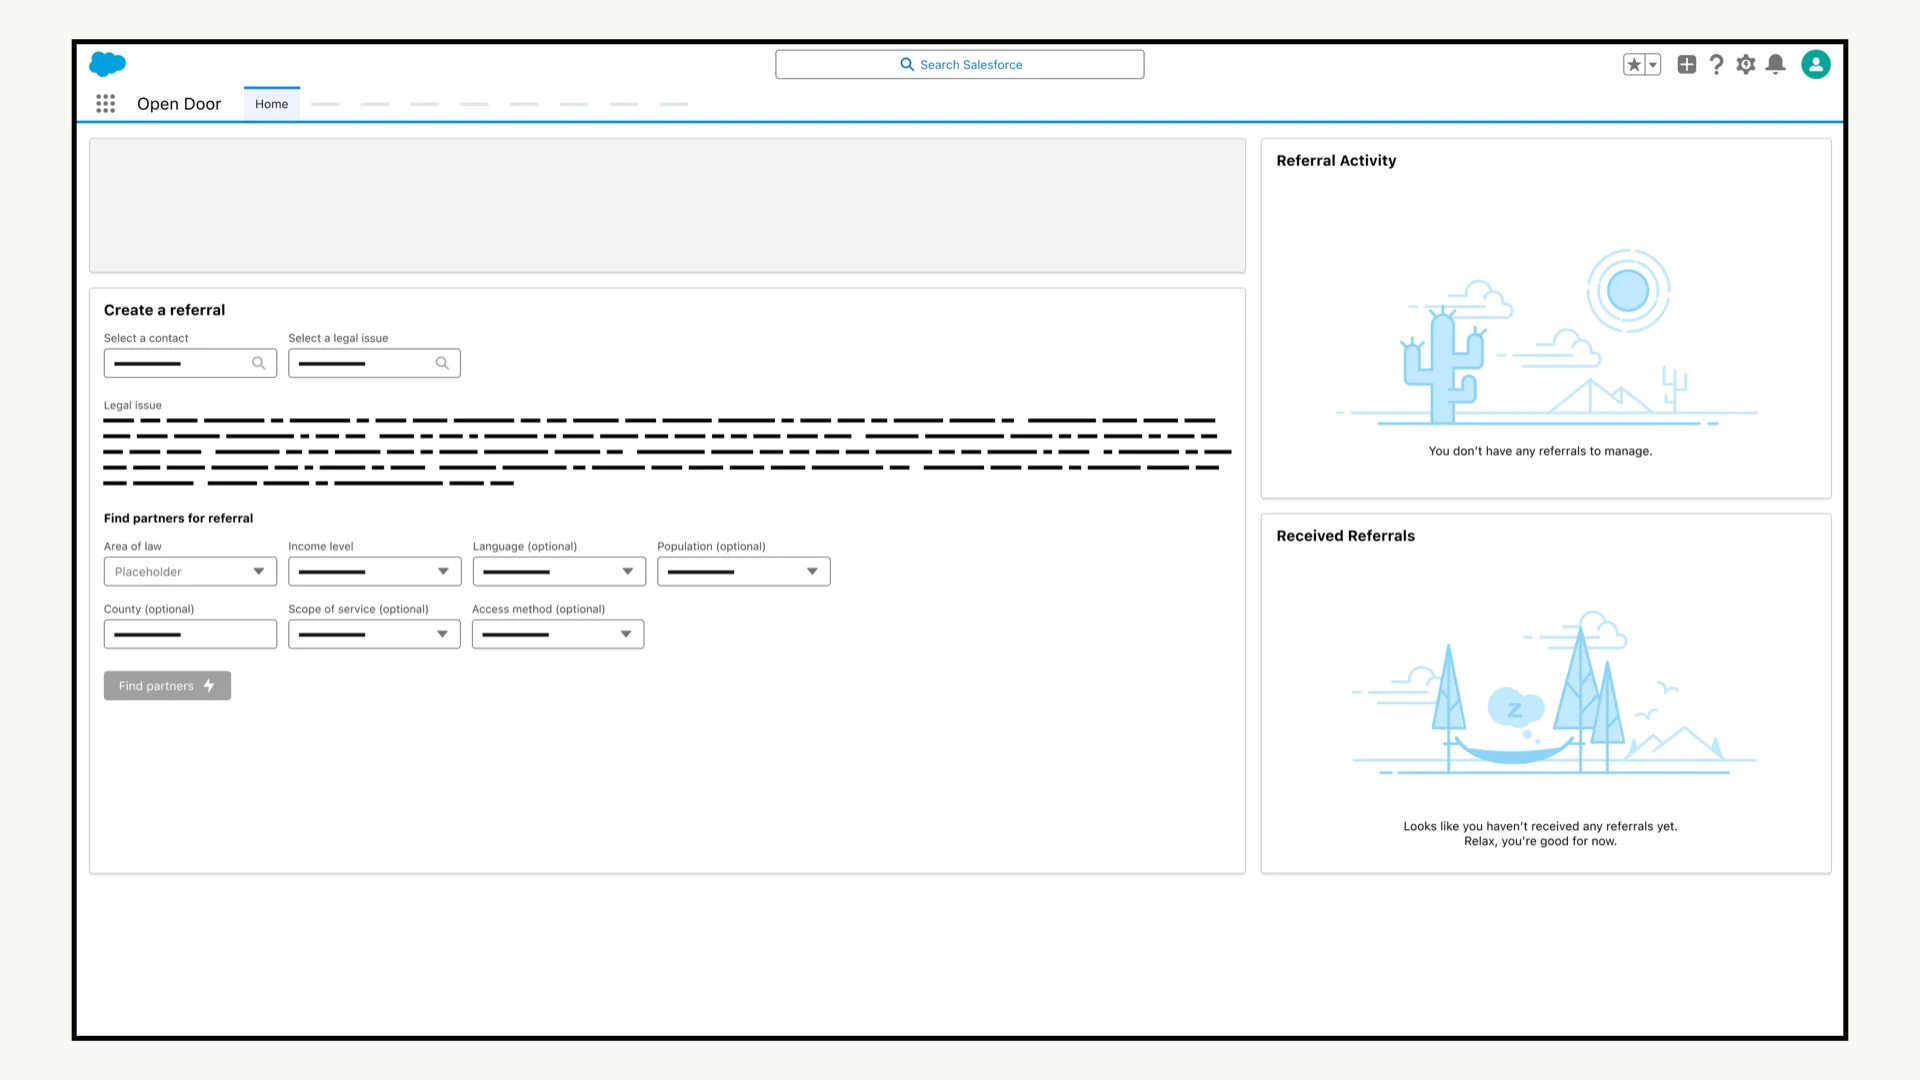 Search Salesforce
Open Door
Home
Create a referral
Select a contact
Select a legal issue
Legal issue
Find partners for referral
Area of law
Income level
Language (optional)
Population (optional)
Placeholder
County (optional)
Scope of service (optional)
Access method (optional)
Find partners
Referral Activity
You don’t have any referrals to manage.
Received Referrals
Z
Looks like you haven’t received any referrals yet.
Relax, you’re good for now.